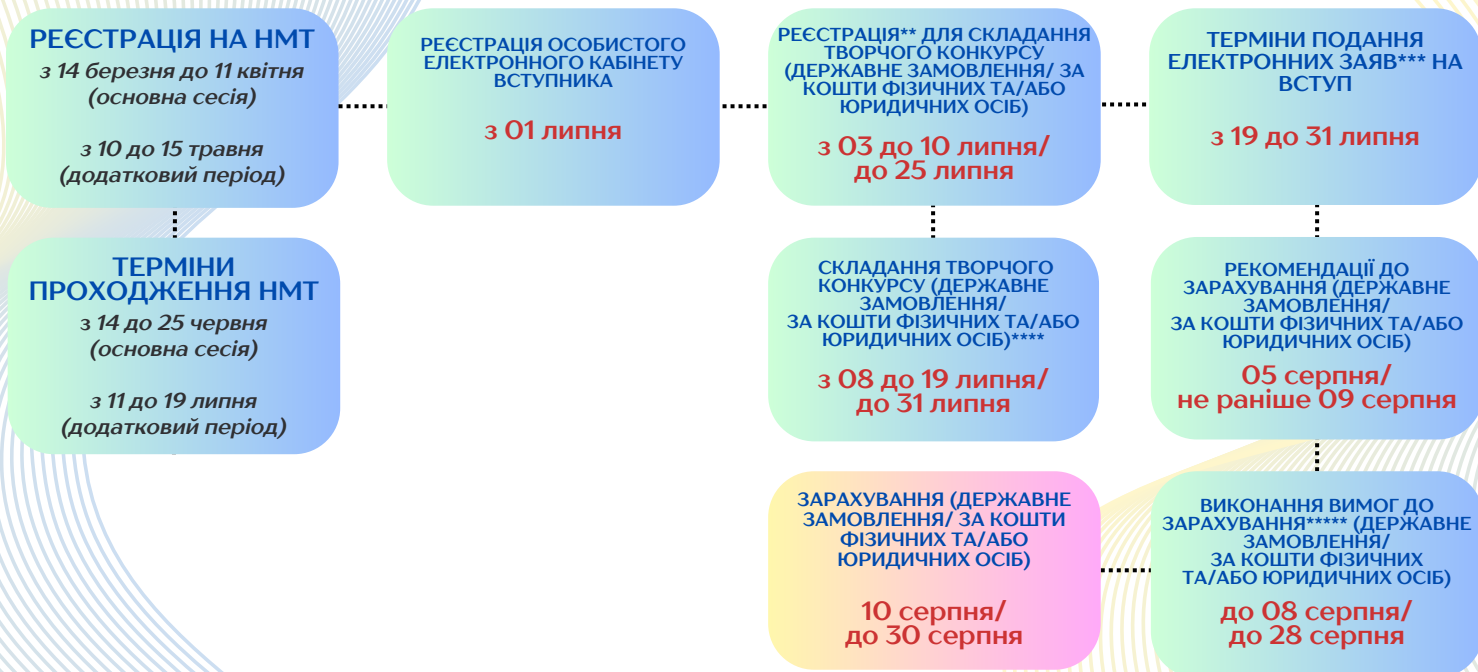 РЕЄСТРАЦІЯ НА НМТ
з 14 березня до 11 квітня
(основна сесія)
з 10 до 15 травня
(додатковий період)
РЕЄСТРАЦІЯ ОСОБИСТОГО
ЕЛЕКТРОННОГО КАБІНЕТУ
ВСТУПНИКА
з 01 липня
РЕЄСТРАЦІЯ** ДЛЯ СКЛАДАННЯ
ТВОРЧОГО КОНКУРСУ
(ДЕРЖАВНЕ ЗАМОВЛЕННЯ/ ЗА
КОШТИ ФІЗИЧНИХ ТА/АБО
ЮРИДИЧНИХ ОСІБ)
з 03 до 10 липня/
до 25 липня
ТЕРМІНИ ПОДАННЯ
ЕЛЕКТРОННИХ ЗАЯВ*** НА
ВСТУП
з 19 до 31 липня
ТЕРМІНИ
ПРОХОДЖЕННЯ НМТ
з 14 до 25 червня
(основна сесія)
з 11 до 19 липня
(додатковий період)
СКЛАДАННЯ ТВОРЧОГО
КОНКУРСУ (ДЕРЖАВНЕ
ЗАМОВЛЕННЯ/
ЗА КОШТИ ФІЗИЧНИХ ТА/АБО
ЮРИДИЧНИХ ОСІБ)****
з 08 до 19 липня/
до 31 липня
РЕКОМЕНДАЦІЇ ДО
ЗАРАХУВАННЯ (ДЕРЖАВНЕ
ЗАМОВЛЕННЯ/
ЗА КОШТИ ФІЗИЧНИХ ТА/АБО
ЮРИДИЧНИХ ОСІБ)
05 серпня/
не раніше 09 серпня
ЗАРАХУВАННЯ (ДЕРЖАВНЕ
ЗАМОВЛЕННЯ/ ЗА КОШТИ
ФІЗИЧНИХ ТА/АБО
ЮРИДИЧНИХ ОСІБ)
10 серпня/
до 30 серпня
ВИКОНАННЯ ВИМОГ ДО
ЗАРАХУВАННЯ***** (ДЕРЖАВНЕ
ЗАМОВЛЕННЯ/
ЗА КОШТИ ФІЗИЧНИХ
ТА/АБО ЮРИДИЧНИХ ОСІБ)
до 08 серпня/
до 28 серпня